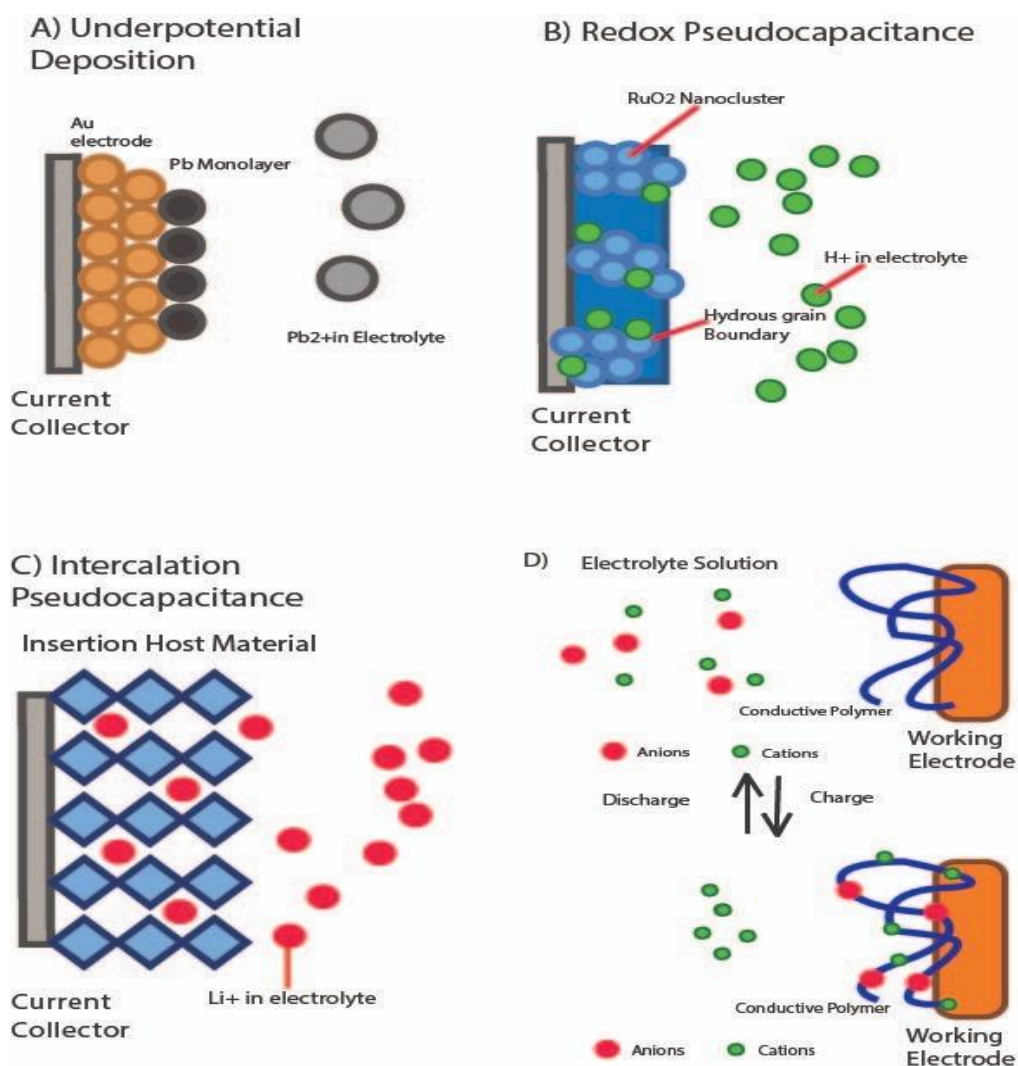 A) Underpotential
Deposition
Au
electrode
Pb Monolayer
Pb2+in Electrolyte
Current
Collector
B) Redox Pseudocapacitance
RuO2 Nanocluster
H+ in electrolyte
Hydrous grain
Boundary
Current
Collector
C) Intercalation
Pseudocapacitance
Insertion Host Material
Li+ in electrolyte
Current
Collector
D) Electrolyte Solution
Conductive Polymer
Working
Electrode
Anions Cations
Discharge Charge
Conductive Polymer
Working
Electrode
Anions Cations